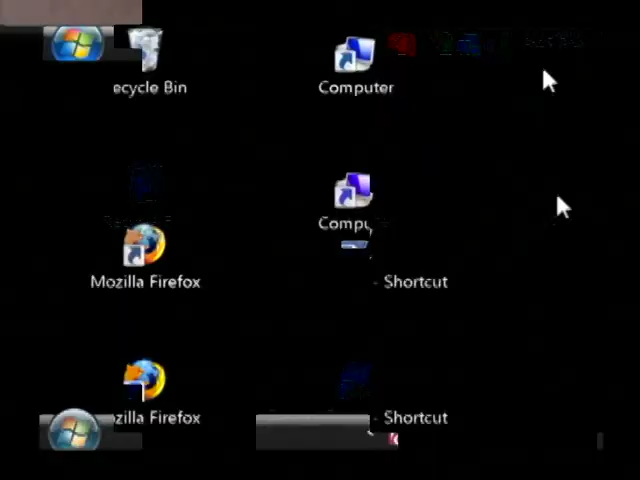 ecycle Bin
Computer
Compu
Mozilla Firefox
- Shortcut
zilla Firefox
- Shortcut